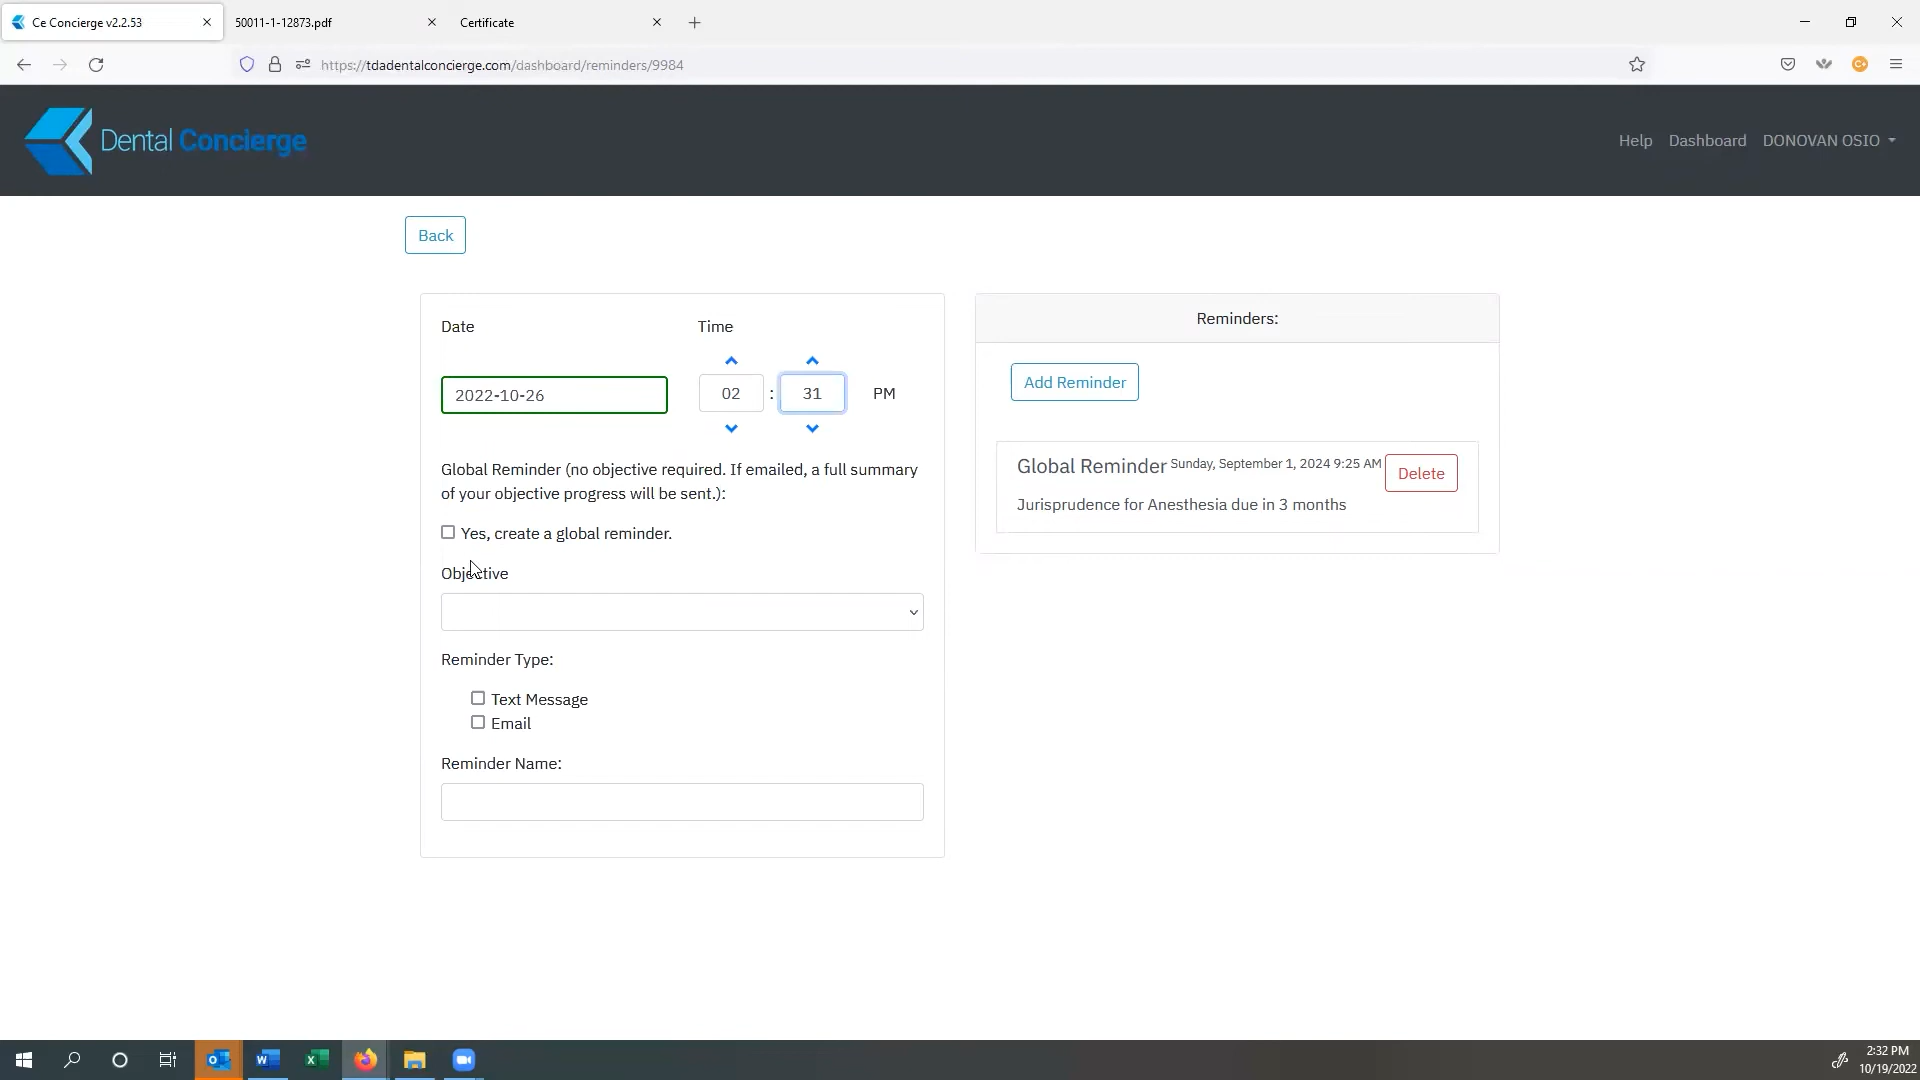 Ce Concierge v2.2.53
50011-1-12873.pdf
Certificate
https://tdadentalconcierge.com/dashboard/reminders/9984
Dental Concierge
Help
Dashboard
DONOVAN OSIO
Back
Date
Time
2022-10-26
02 : 31 PM
Global Reminder (no objective required. If emailed, a full summary
of your objective progress will be sent.):
Yes, create a global reminder.
Objective
Reminder Type:
Text Message
Email
Reminder Name:
Reminders:
Add Reminder
Global Reminder Sunday, September 1, 2024 9:25 AM
Delete
Jurisprudence for Anesthesia due in 3 months
2:32 PM
10/19/2022